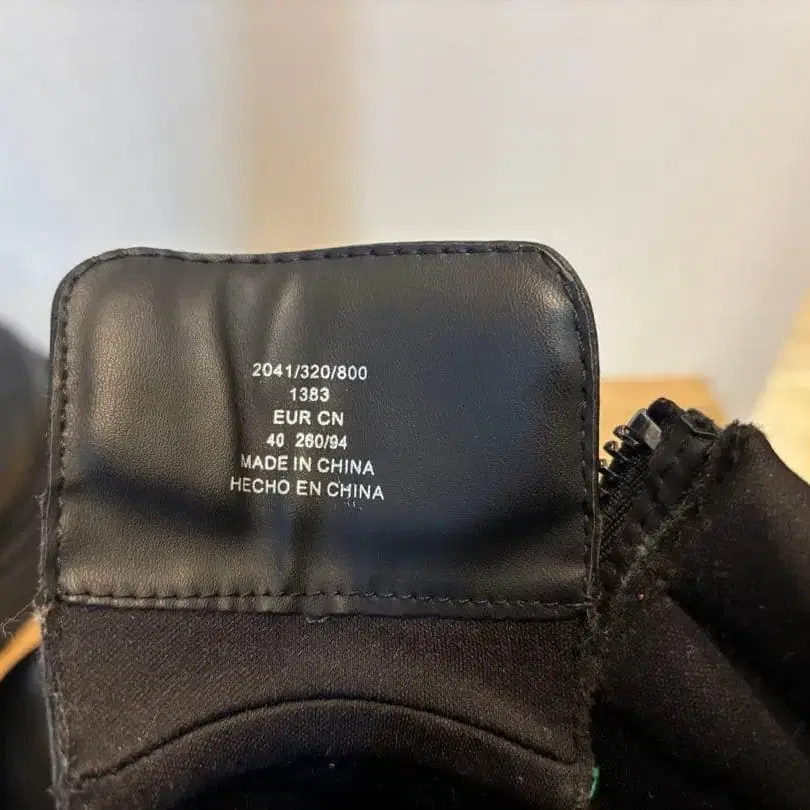 2041/320/800
1383
EUR CN
40 260/94
MADE IN CHINA
HECHO EN CHINA